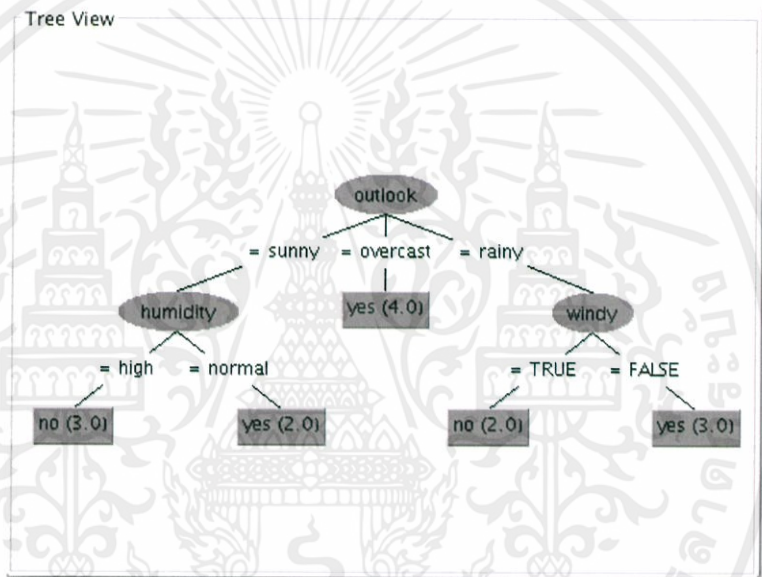 Tree View
outlook
= sunny = overcast = rainy
humidity yes (4.0) windy
= high = normal = TRUE = FALSE
no (3.0) yes (2.0) no (2.0) yes (3.0)